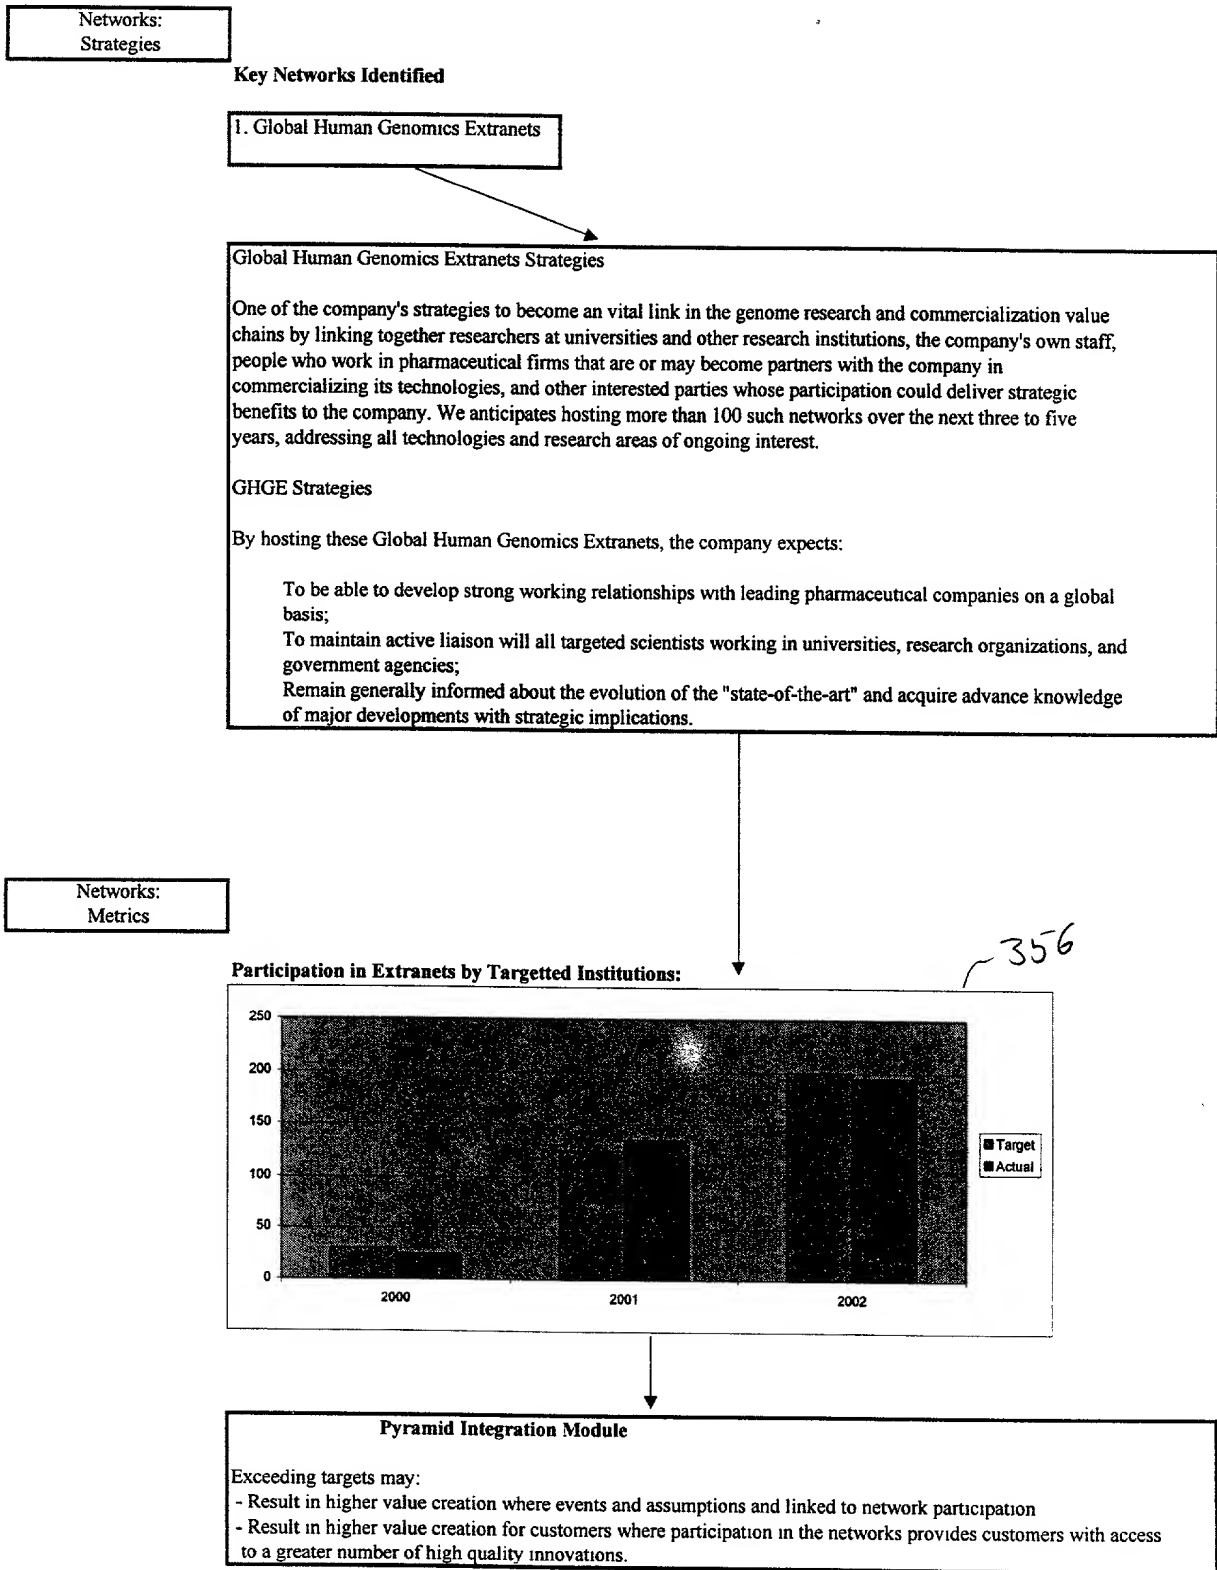 Networks:
Strategies
Key Networks Identified
1. Global Human Genomics Extranets
Global Human Genomics Extranets Strategies
One of the company's strategies to become an vital link in the genome research and commercialization value
chains by linking together researchers at universities and other research institutions, the company's own staff,
people who work in pharmaceutical firms that are or may become partners with the company in
commercializing its technologies, and other interested parties whose participation could deliver strategic
benefits to the company. We anticipates hosting more than 100 such networks over the next three to five
years, addressing all technologies and research areas of ongoing interest.
GHGE Strategies
By hosting these Global Human Genomics Extranets, the company expects:
To be able to develop strong working relationships with leading pharmaceutical companies on a global
basis;
To maintain active liaison will all targeted scientists working in universities, research organizations, and
government agencies;
Remain generally informed about the evolution of the "state-of-the-art" and acquire advance knowledge
of major developments with strategic implications.
Networks:
Metrics
356
Participation in Extranets by Targetted Institutions:
250
200
150
100
50
0
2000
2001
2002
Target
Actual
Pyramid Integration Module
Exceeding targets may:
- Result in higher value creation where events and assumptions and linked to network participation
- Result in higher value creation for customers where participation in the networks provides customers with access
to a greater number of high quality innovations.